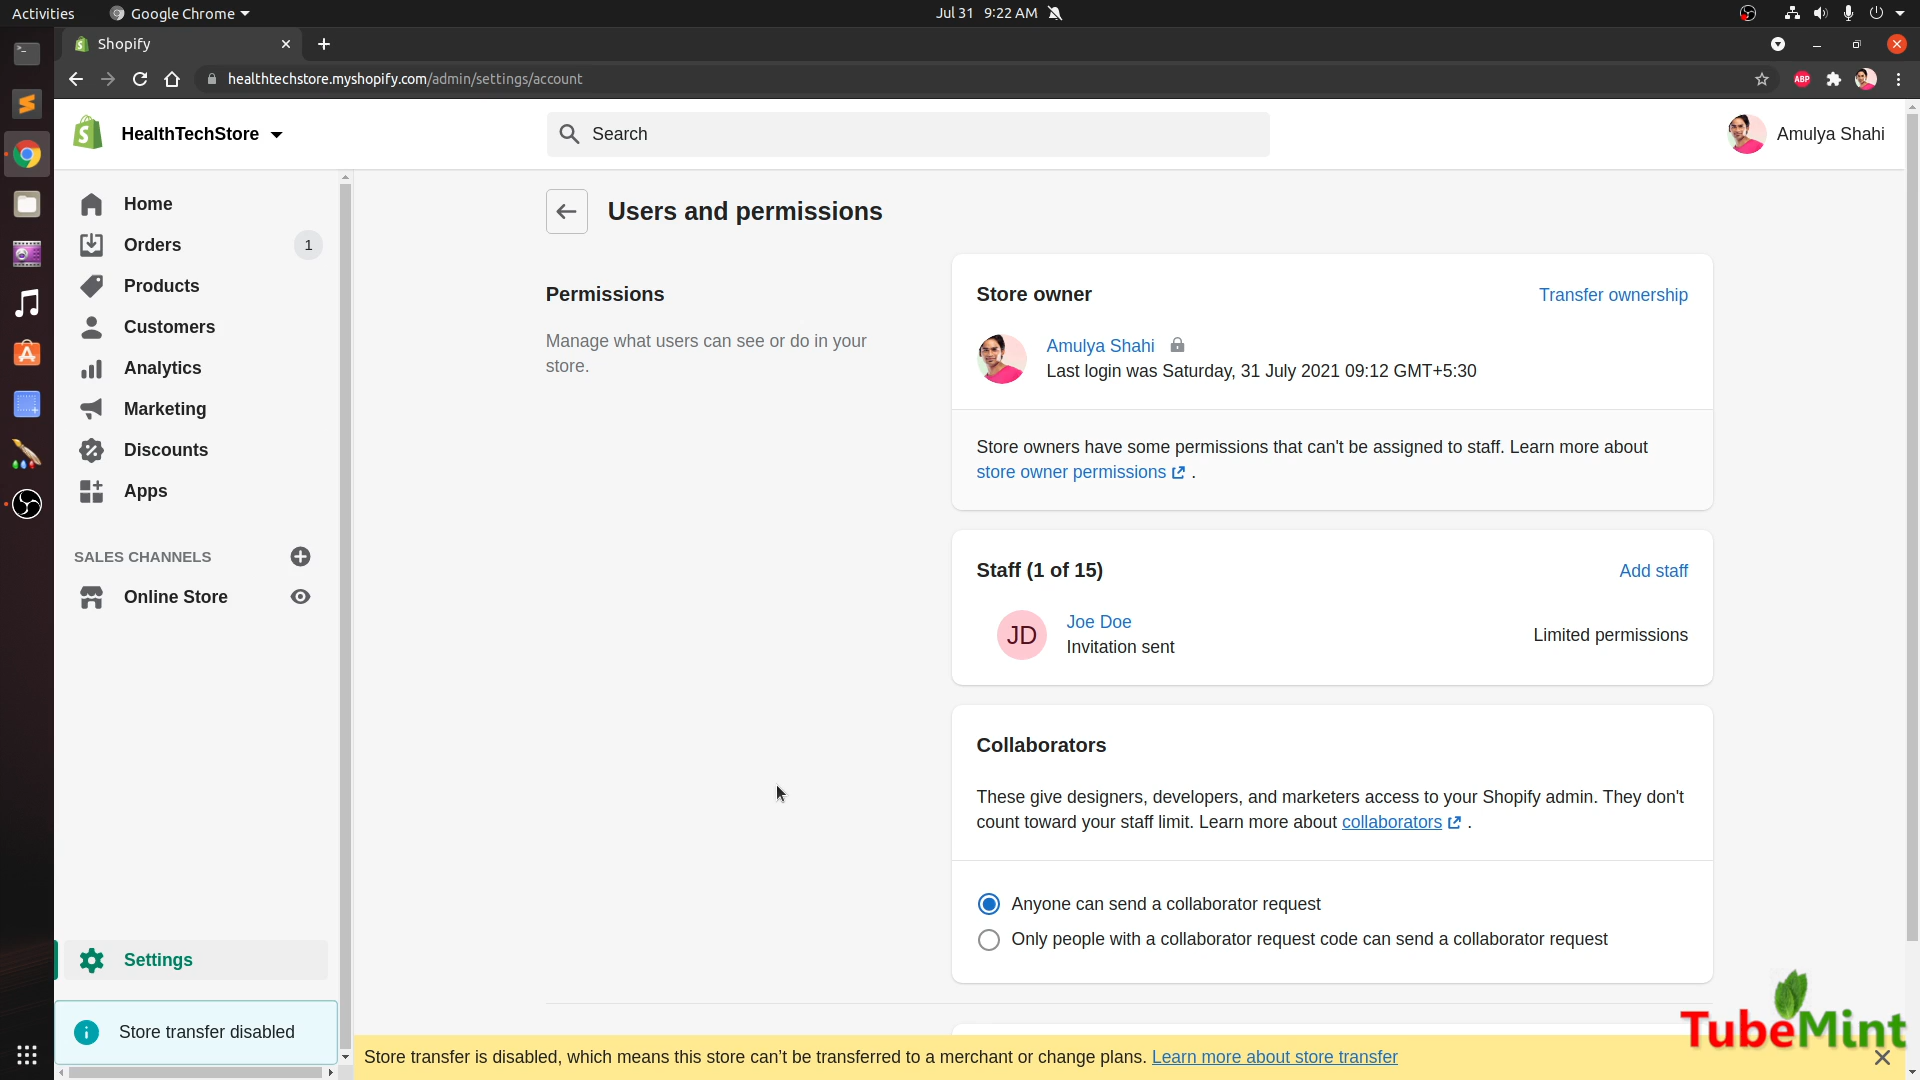 Activities
Google Chrome
Jul 31 9:22 AM
Shopify
healthtechstore.myshopify.com/admin/settings/account
ABP
HealthTechStore
Search
Amulya Shahi
Home
Orders 1
Products
Customers
Analytics
Marketing
Discounts
Apps
SALES CHANNELS
Online Store
Settings
Store transfer disabled
Users and permissions
Permissions
Manage what users can see or do in your
store.
Store owner
Transfer ownership
Amulya Shahi
Last login was Saturday, 31 July 2021 09:12 GMT+5:30
Store owners have some permissions that can't be assigned to staff. Learn more about
store owner permissions .
Staff (1 of 15)
Add staff
JD
Joe Doe
Invitation sent
Limited permissions
Collaborators
These give designers, developers, and marketers access to your Shopify admin. They don't
count toward your staff limit. Learn more about collaborators .
Anyone can send a collaborator request
Only people with a collaborator request code can send a collaborator request
TubeMint
Store transfer is disabled, which means this store can’t be transferred to a merchant or change plans. Learn more about store transfer